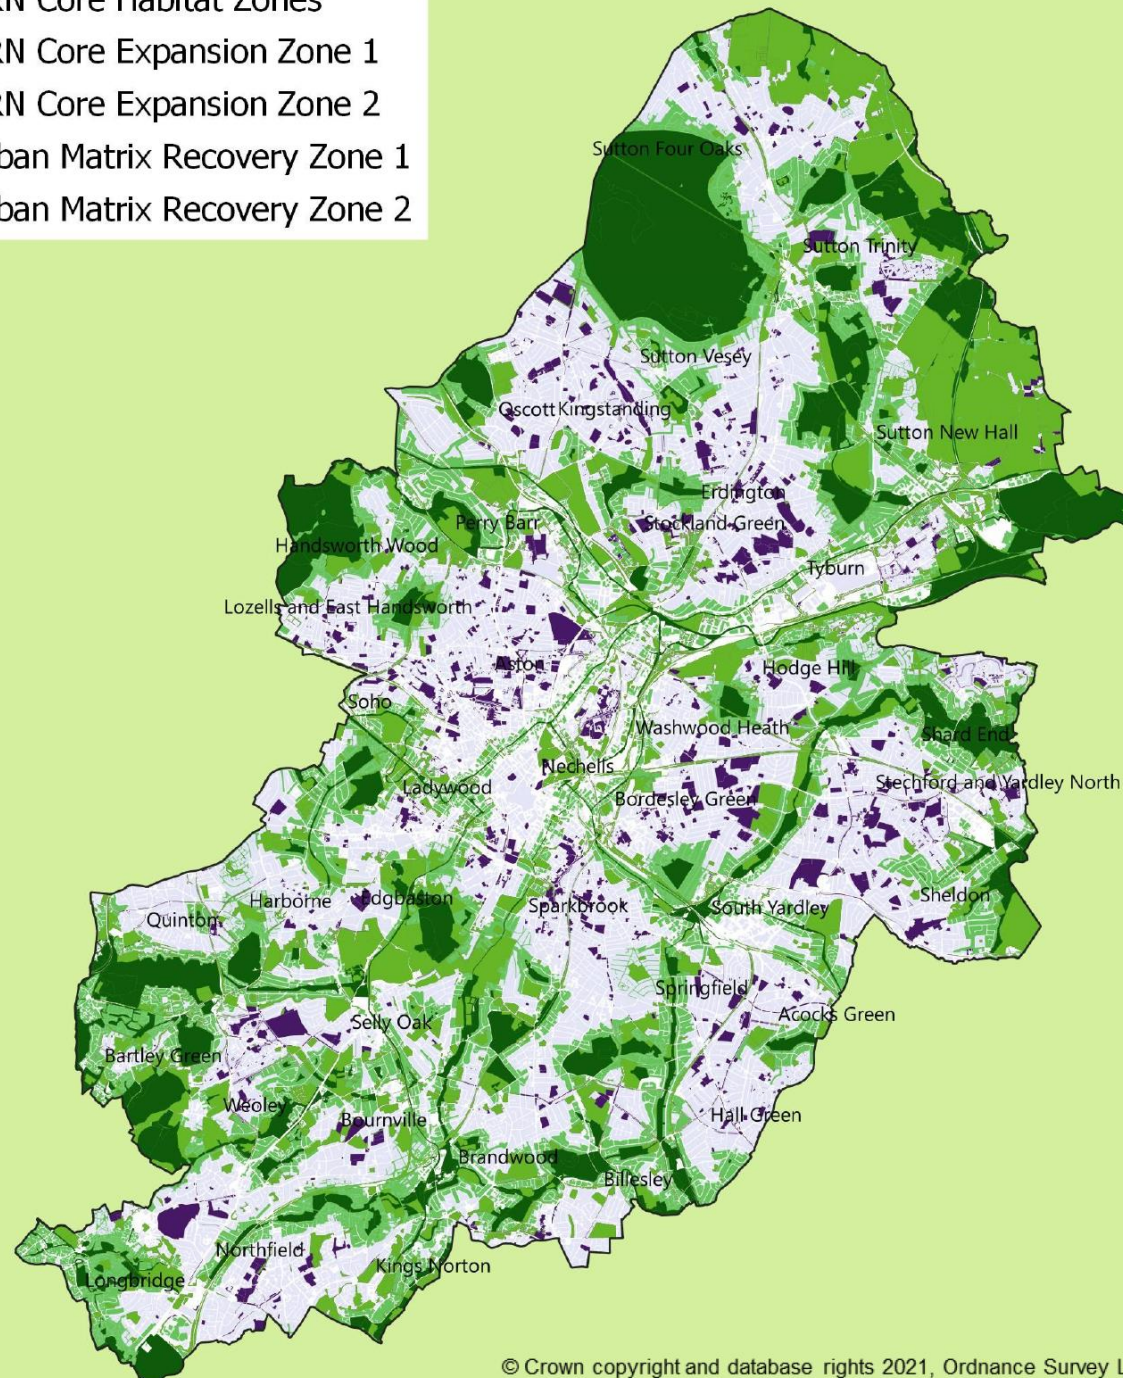 RN Core Habitat Zones
RN Core Expansion Zone 1
RN Core Expansion Zone 2
ban Matrix Recovery Zone 1
ban Matrix Recovery Zone 2
Sutton Four Oaks
Sutton Trinity
Sutton Vesey
Oscott Kingstanding
Sutton New Hall
Erdington
Perry Barr
Stockland Green
Handsworth Wood
Tyburn
Lozells and East Handsworth
Aston
Hodge Hill
Soho
Washwood Heath
Shard End
Nechells
Ladywood
Stechford and Yardley North
Bordesley Green
Harborne
Edgbaston
Sparkbrook
South Yardley
Sheldon
Quinton
Springfield
Selly Oak
Acocks Green
Bartley Green
Weoley
Bournville
Hall Green
Brandwood
Billesley
Northfield
Kings Norton
Longbridge
© Crown copyright and database rights 2021, Ordnance Survey L